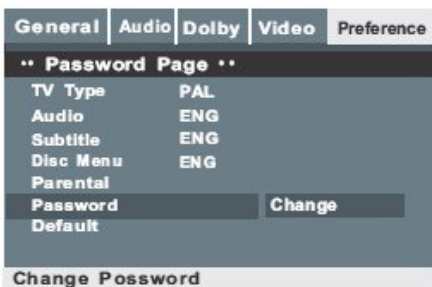 General Audio Dolby Video Preference
·· Password Page ··
TV Type PAL
Audio ENG
Subtitle ENG
Disc Menu ENG
Parental
Password Change
Default
Change Possword